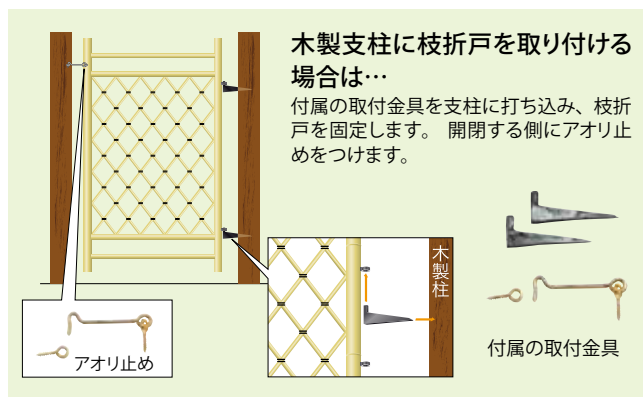 木製支柱に枝折戸を取り付ける
場合は…
付属の取付金具を支柱に打ち込み、枝折
戸を固定します。 開閉する側にアオリ止
めをつけます。
木製柱
アオリ止め
付属の取付金具